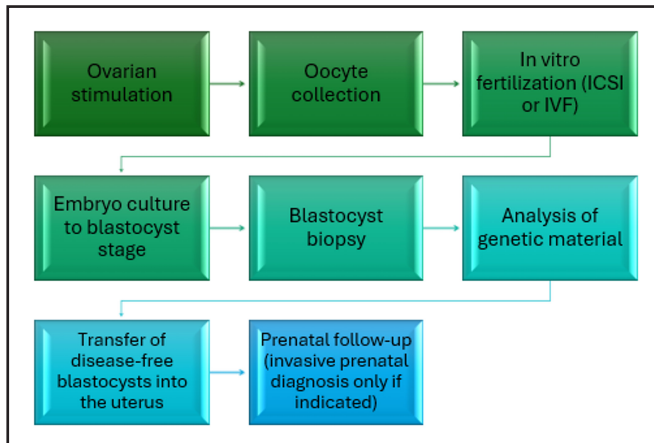 Ovarian
stimulation
Oocyte
collection
In vitro
fertilization (ICSI
or IVF)
Embryo culture
to blastocyst
stage
Blastocyst
biopsy
Analysis of
genetic material
Transfer of
disease-free
blastocysts into
the uterus
Prenatal follow-up
(invasive prenatal
diagnosis only if
indicated)